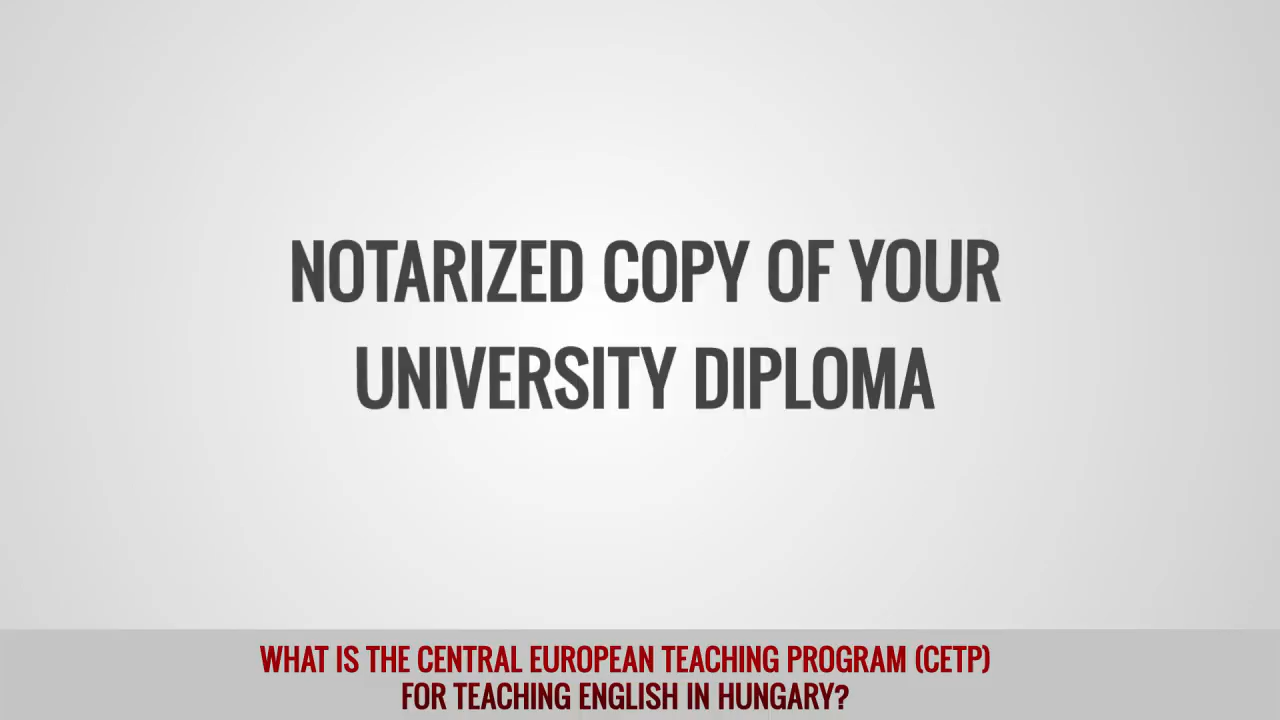 NOTARIZED COPY OF YOUR
UNIVERSITY DIPLOMA
WHAT IS THE CENTRAL EUROPEAN TEACHING PROGRAM (CETP)
FOR TEACHING ENGLISH IN HUNGARY?